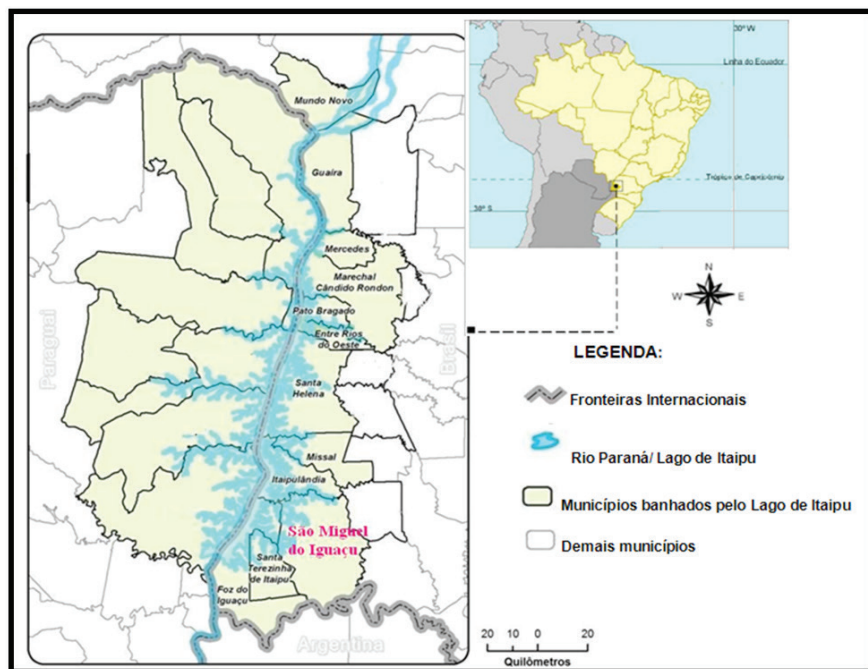 Mundo Novo
Guaíra
Mercedes
Marechal
Cândido Rondon
Pato Bragado
Entre Rios
do Oeste
Santa
Helena
Missal
Itaipulândia
São Miguel
do Iguaçu
Santa
Terezinha
de Itaipu
Foz do
Iguaçu
Paraguai
Brasil
Argentina
30º W
Linha do Equador
Trópico de Capricórnio
38º S
N
W
E
S
LEGENDA:
Fronteiras Internacionais
Rio Paraná/ Lago de Itaipu
Municípios banhados pelo Lago de Itaipu
Demais municípios
20 10 0 20
Quilômetros